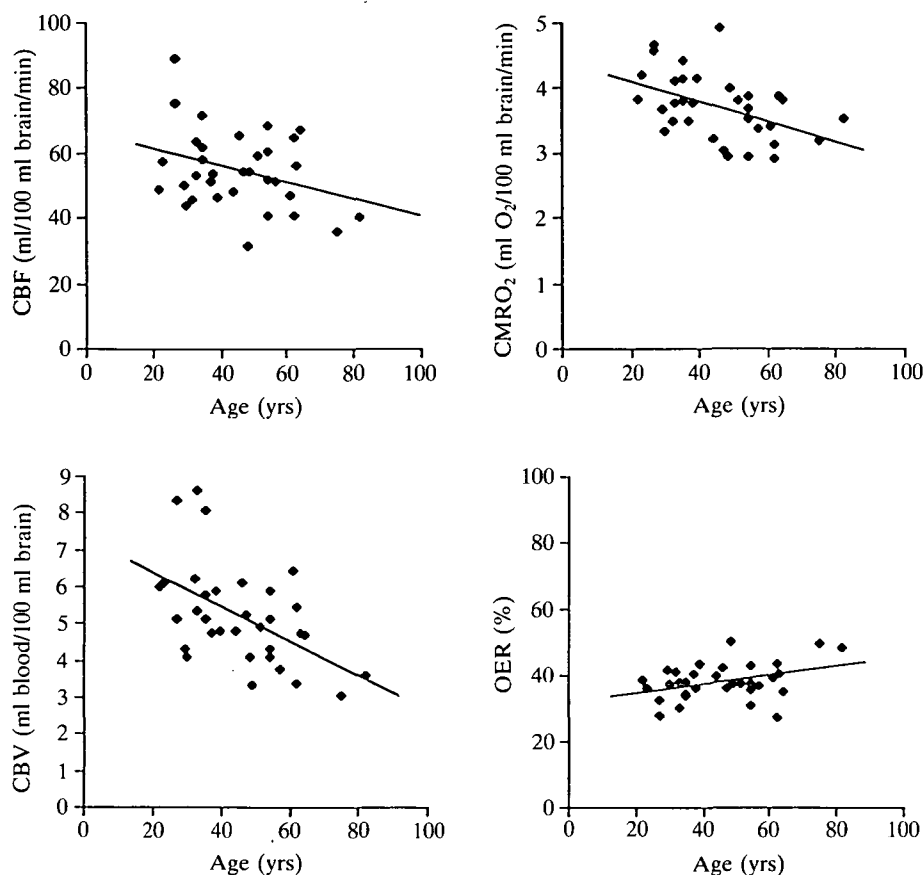 CBF (ml/100 ml brain/min)
100
80
60
40
20
0
0 20 40 60 80 100
Age (yrs)
CMRO₂ (ml O₂/100 ml brain/min)
5
4
3
2
1
0
0 20 40 60 80 100
Age (yrs)
CBV (ml blood/100 ml brain)
9
8
7
6
5
4
3
2
1
0
0 20 40 60 80 100
Age (yrs)
OER (%)
100
80
60
40
20
0
0 20 40 60 80 100
Age (yrs)